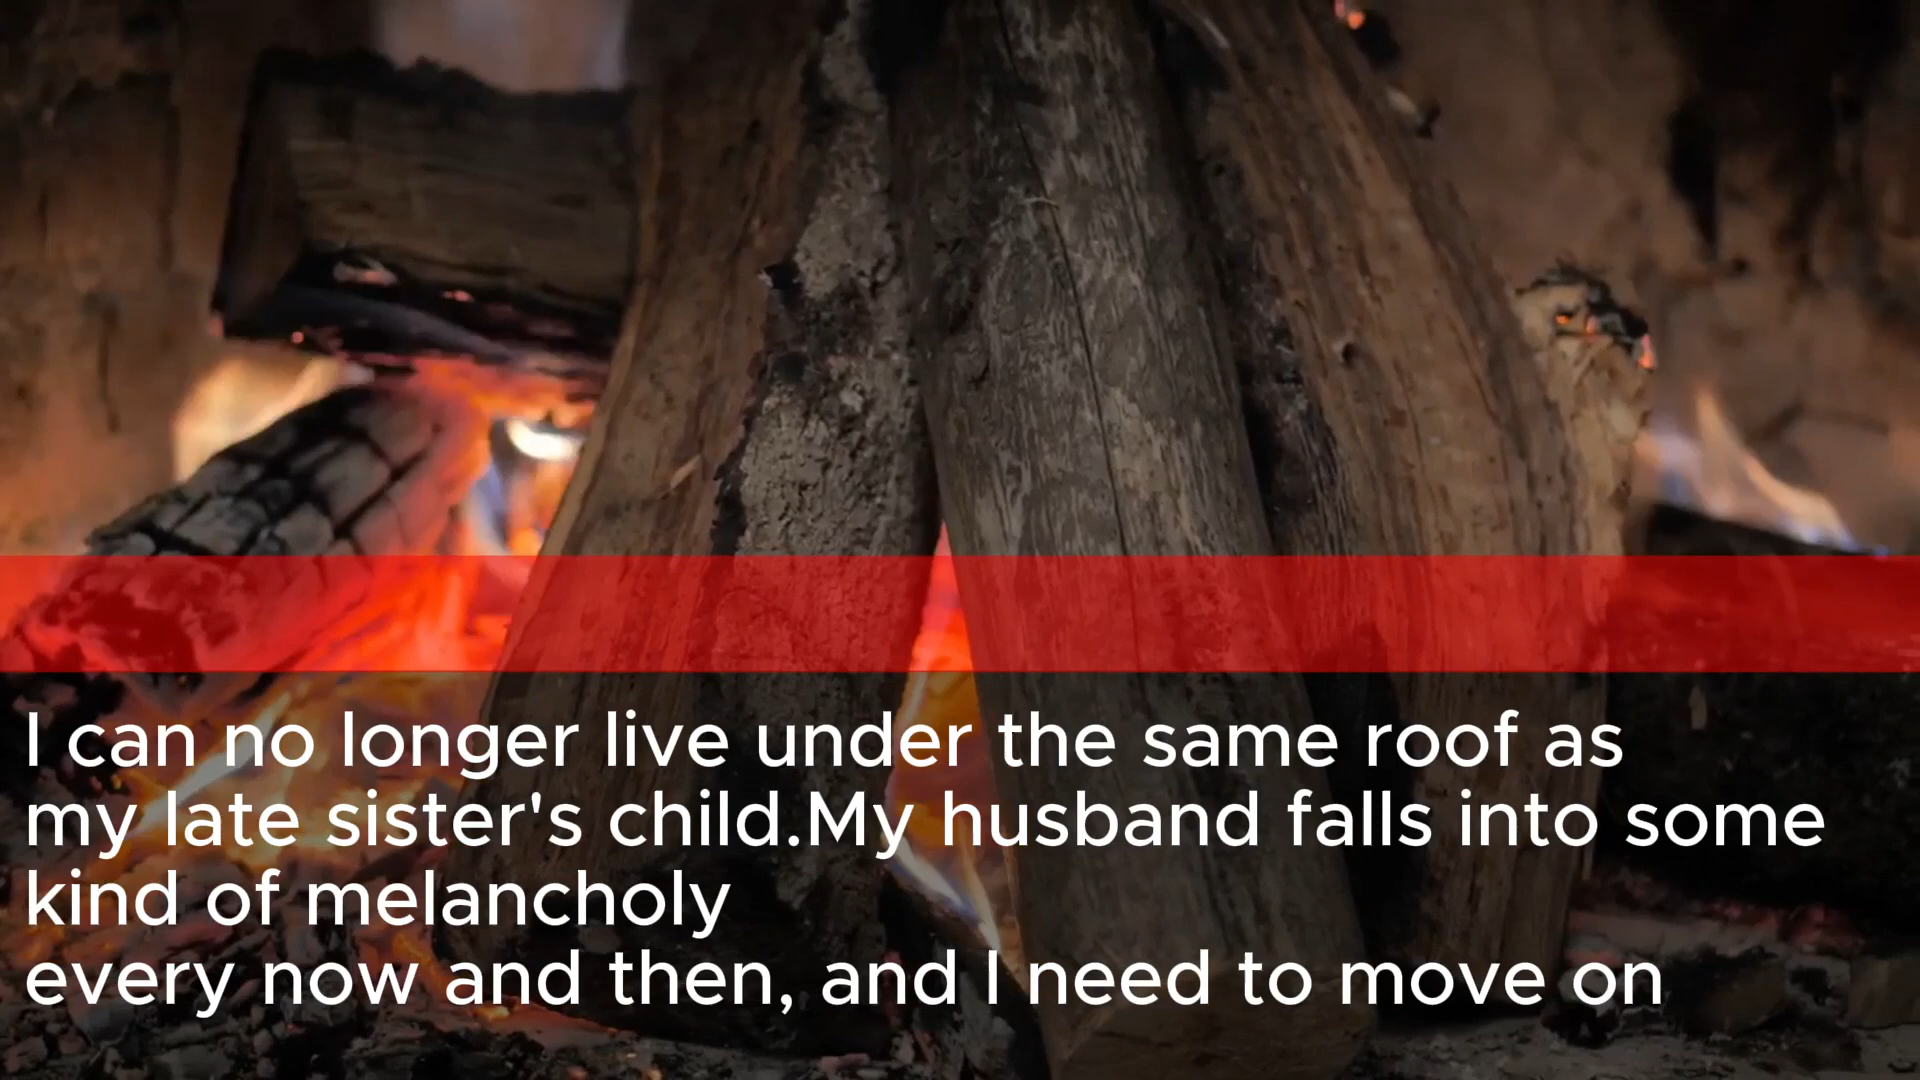 I can no longer live under the same roof as
my late sister's child.My husband falls into some
kind of melancholy
every now and then, and I need to move on